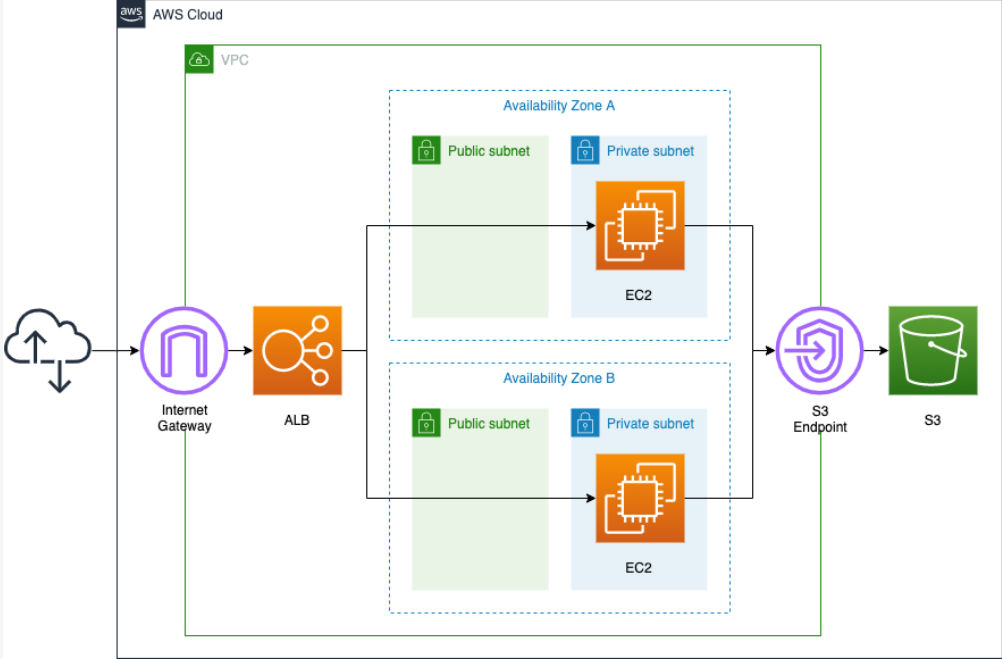 aws
AWS Cloud
VPC
Availability Zone A
Public subnet
Private subnet
EC2
Internet
Gateway
ALB
Availability Zone B
Public subnet
Private subnet
EC2
S3
Endpoint
S3